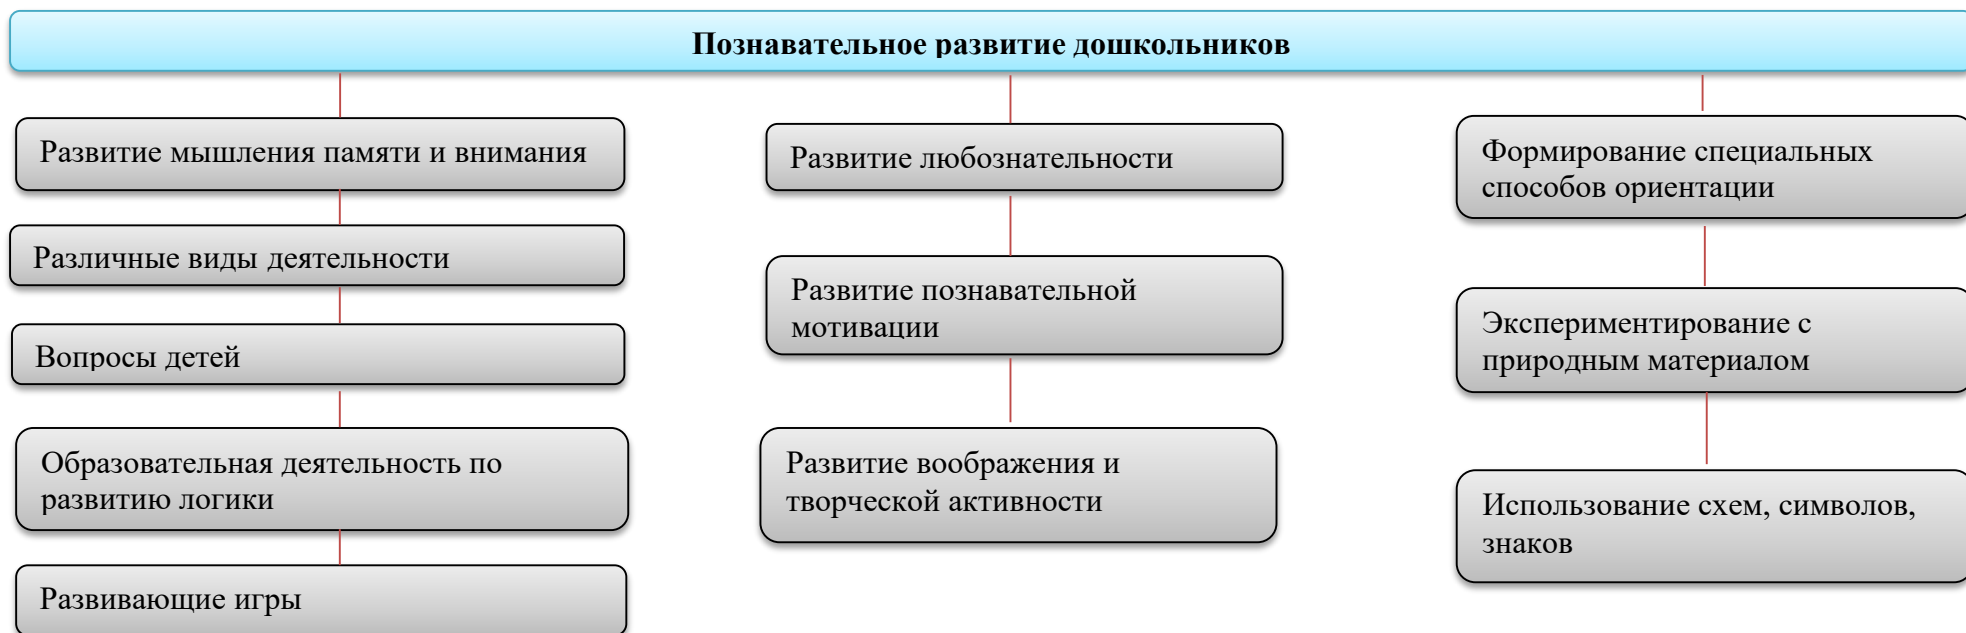 Познавательное развитие дошкольников
Развитие мышления памяти и внимания
Различные виды деятельности
Вопросы детей
Образовательная деятельность по
развитию логики
Развивающие игры
Развитие любознательности
Развитие познавательной
мотивации
Развитие воображения и
творческой активности
Формирование специальных
способов ориентации
Экспериментирование с
природным материалом
Использование схем, символов,
знаков